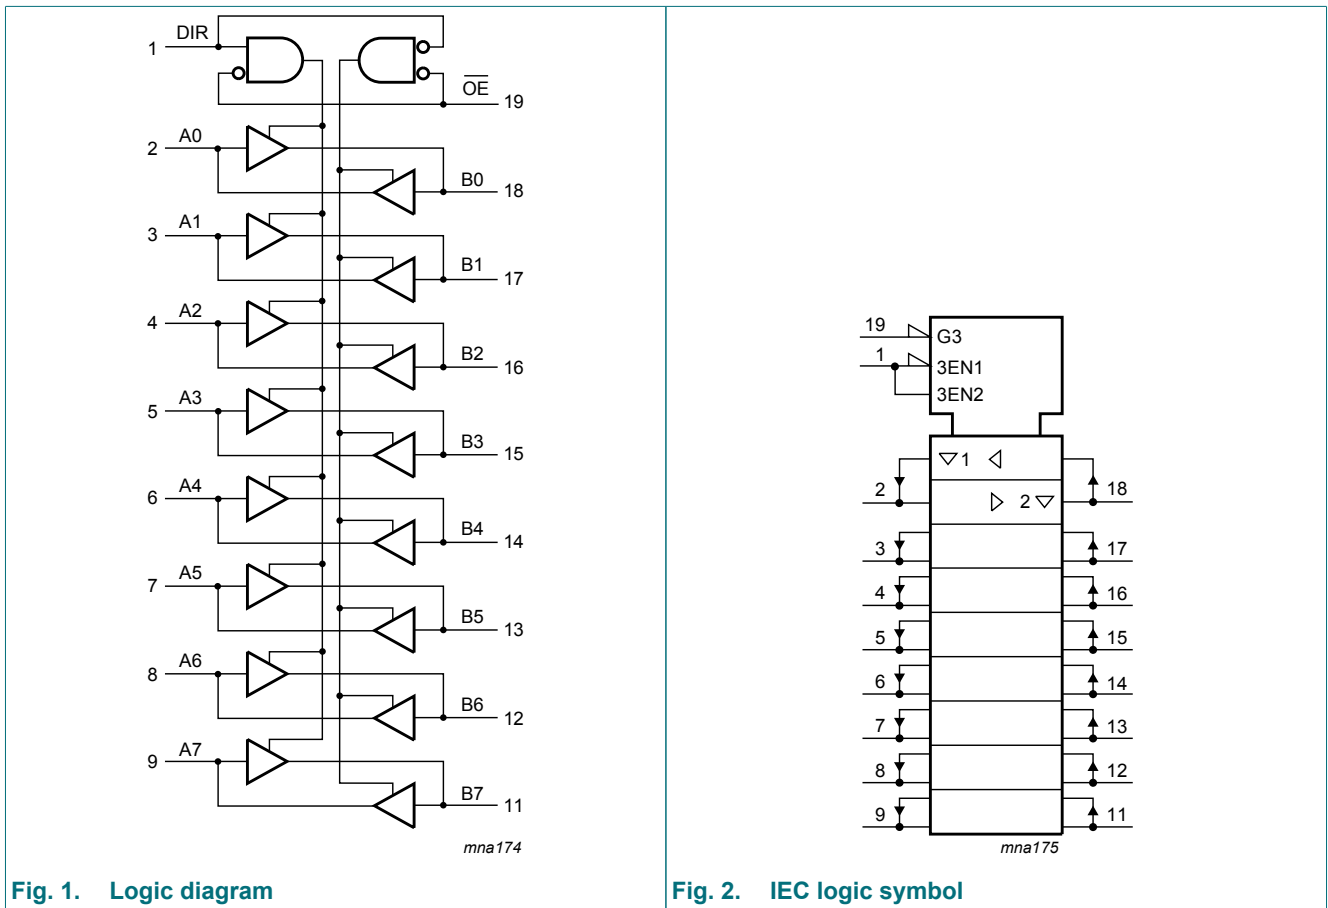 DIR
1
OE
19
A0
2
B0
18
A1
3
B1
17
A2
4
B2
16
A3
5
B3
15
A4
6
B4
14
A5
7
B5
13
A6
8
B6
12
A7
9
B7
11
mna174
Fig. 1. Logic diagram
19
G3
1
3EN1
3EN2
1
2
2
18
3
17
4
16
5
15
6
14
7
13
8
12
9
11
mna175
Fig. 2. IEC logic symbol